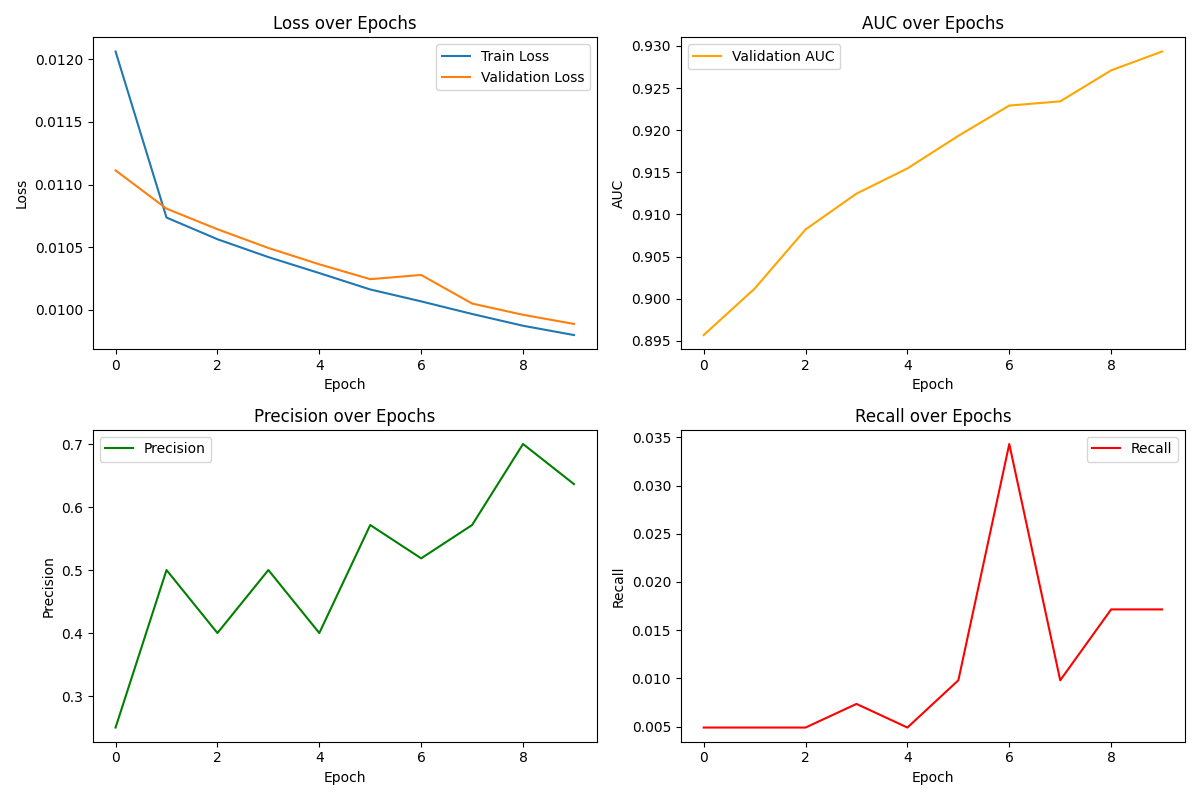 Loss over Epochs
Train Loss
Validation Loss
0.0120
0.0115
0.0110
0.0105
0.0100
Loss
0 2 4 6 8
Epoch
AUC over Epochs
Validation AUC
0.930
0.925
0.920
0.915
0.910
0.905
0.900
0.895
AUC
0 2 4 6 8
Epoch
Precision over Epochs
Precision
0.7
0.6
0.5
0.4
0.3
Precision
0 2 4 6 8
Epoch
Recall over Epochs
Recall
0.035
0.030
0.025
0.020
0.015
0.010
0.005
Recall
0 2 4 6 8
Epoch